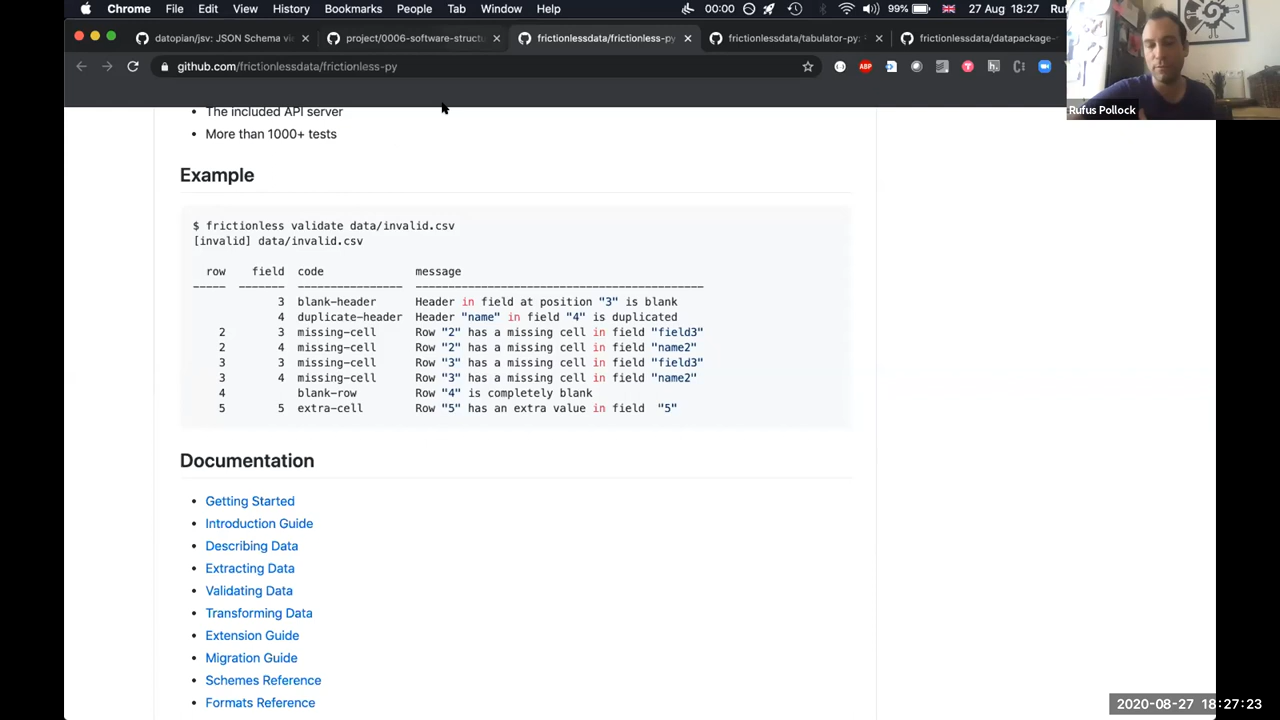 Chrome File Edit View History Bookmarks People Tab Window Help 00:00 99% 27 Aug 18:27
datopian/jsv: JSON Schema projects-software-struct frictionlessdata/frictionless-py frictionlessdata/tabulator-py: frictionlessdata/datapackage-
github.com/frictionlessdata/frictionless-py ABP
Rufus Pollock
The included API server
More than 1000+ tests
Example
$ frictionless validate data/invalid.csv
[invalid] data/invalid.csv
row field code message
----- ------- ---------------- --------------------------------------------
3 blank-header Header in field at position "3" is blank
4 duplicate-header Header "name" in field "4" is duplicated
2 3 missing-cell Row "2" has a missing cell in field "field3"
2 4 missing-cell Row "2" has a missing cell in field "name2"
3 3 missing-cell Row "3" has a missing cell in field "field3"
3 4 missing-cell Row "3" has a missing cell in field "name2"
4 blank-row Row "4" is completely blank
5 5 extra-cell Row "5" has an extra value in field "5"
Documentation
Getting Started
Introduction Guide
Describing Data
Extracting Data
Validating Data
Transforming Data
Extension Guide
Migration Guide
Schemes Reference
Formats Reference
2020-08-27 18:27:23